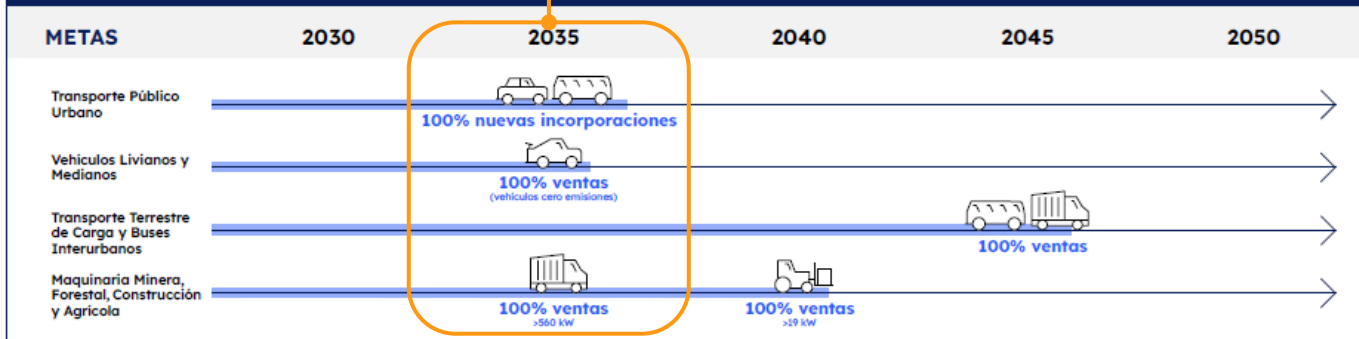 METAS 2030 2035 2040 2045 2050
Transporte Público
Urbano
100% nuevas incorporaciones
Vehículos Livianos y
Medianos
100% ventas
(vehículos cero emisiones)
Transporte Terrestre
de Carga y Buses
Interurbanos
100% ventas
Maquinaria Minera,
Forestal, Construcción
y Agrícola
100% ventas
>560 kW
100% ventas
>19 kW